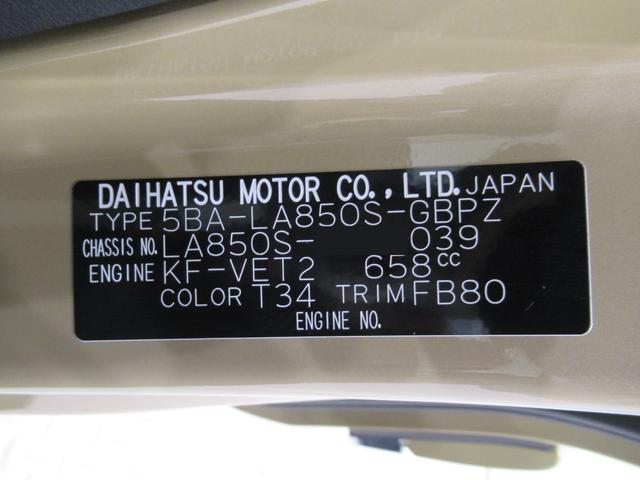 DAIHATSU MOTOR CO., LTD. JAPAN
TYPE 5BA-LA850S-GBPZ
CHASSIS NO. LA850S- 039
ENGINE KF-VET2 658cc
COLOR T34 TRIM FB80
ENGINE NO.